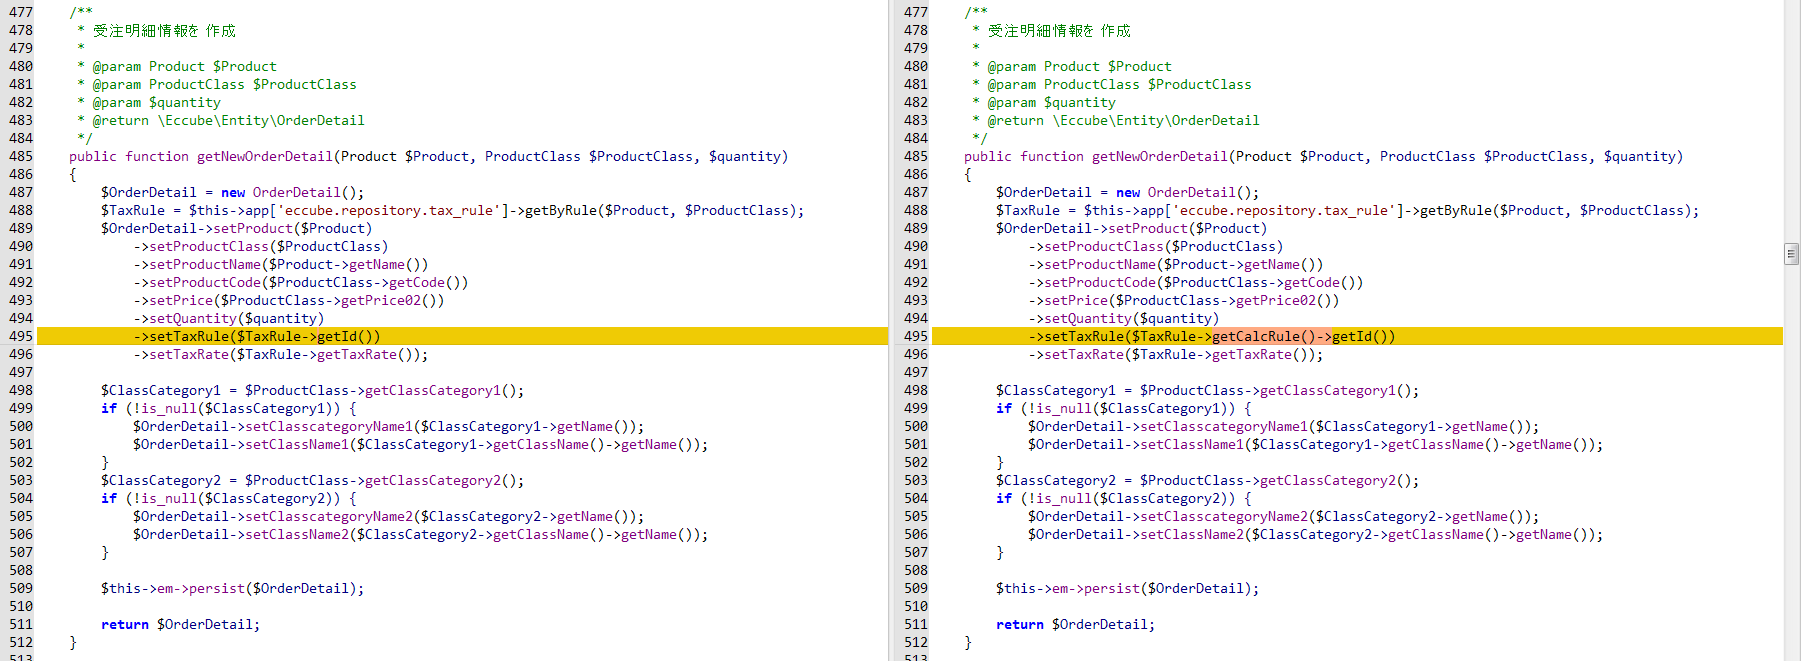 477 /**
478 * 受注明細情報を 作成
479 *
480 * @param Product $Product
481 * @param ProductClass $ProductClass
482 * @param $quantity
483 * @return \Eccube\Entity\OrderDetail
484 */
485 public function getNewOrderDetail(Product $Product, ProductClass $ProductClass, $quantity)
486 {
487 $OrderDetail = new OrderDetail();
488 $TaxRule = $this->app['eccube.repository.tax_rule']->getByRule($Product, $ProductClass);
489 $OrderDetail->setProduct($Product)
490 ->setProductClass($ProductClass)
491 ->setProductName($Product->getName())
492 ->setProductCode($ProductClass->getCode())
493 ->setPrice($ProductClass->getPrice02())
494 ->setQuantity($quantity)
495 ->setTaxRule($TaxRule->getId())
496 ->setTaxRate($TaxRule->getTaxRate());
497
498 $ClassCategory1 = $ProductClass->getClassCategory1();
499 if (!is_null($ClassCategory1)) {
500 $OrderDetail->setClasscategoryName1($ClassCategory1->getName());
501 $OrderDetail->setClassName1($ClassCategory1->getClassName()->getName());
502 }
503 $ClassCategory2 = $ProductClass->getClassCategory2();
504 if (!is_null($ClassCategory2)) {
505 $OrderDetail->setClasscategoryName2($ClassCategory2->getName());
506 $OrderDetail->setClassName2($ClassCategory2->getClassName()->getName());
507 }
508
509 $this->em->persist($OrderDetail);
510
511 return $OrderDetail;
512 }
513
477 /**
478 * 受注明細情報を 作成
479 *
480 * @param Product $Product
481 * @param ProductClass $ProductClass
482 * @param $quantity
483 * @return \Eccube\Entity\OrderDetail
484 */
485 public function getNewOrderDetail(Product $Product, ProductClass $ProductClass, $quantity)
486 {
487 $OrderDetail = new OrderDetail();
488 $TaxRule = $this->app['eccube.repository.tax_rule']->getByRule($Product, $ProductClass);
489 $OrderDetail->setProduct($Product)
490 ->setProductClass($ProductClass)
491 ->setProductName($Product->getName())
492 ->setProductCode($ProductClass->getCode())
493 ->setPrice($ProductClass->getPrice02())
494 ->setQuantity($quantity)
495 ->setTaxRule($TaxRule->getCalcRule()->getId())
496 ->setTaxRate($TaxRule->getTaxRate());
497
498 $ClassCategory1 = $ProductClass->getClassCategory1();
499 if (!is_null($ClassCategory1)) {
500 $OrderDetail->setClasscategoryName1($ClassCategory1->getName());
501 $OrderDetail->setClassName1($ClassCategory1->getClassName()->getName());
502 }
503 $ClassCategory2 = $ProductClass->getClassCategory2();
504 if (!is_null($ClassCategory2)) {
505 $OrderDetail->setClasscategoryName2($ClassCategory2->getName());
506 $OrderDetail->setClassName2($ClassCategory2->getClassName()->getName());
507 }
508
509 $this->em->persist($OrderDetail);
510
511 return $OrderDetail;
512 }
513